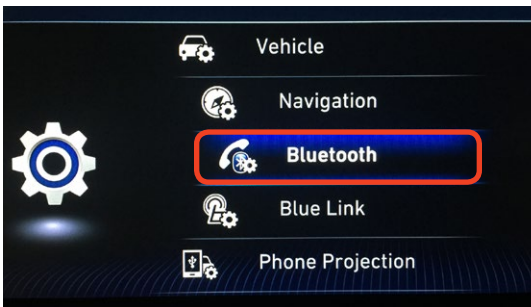 Vehicle
Navigation
Bluetooth
Blue Link
Phone Projection